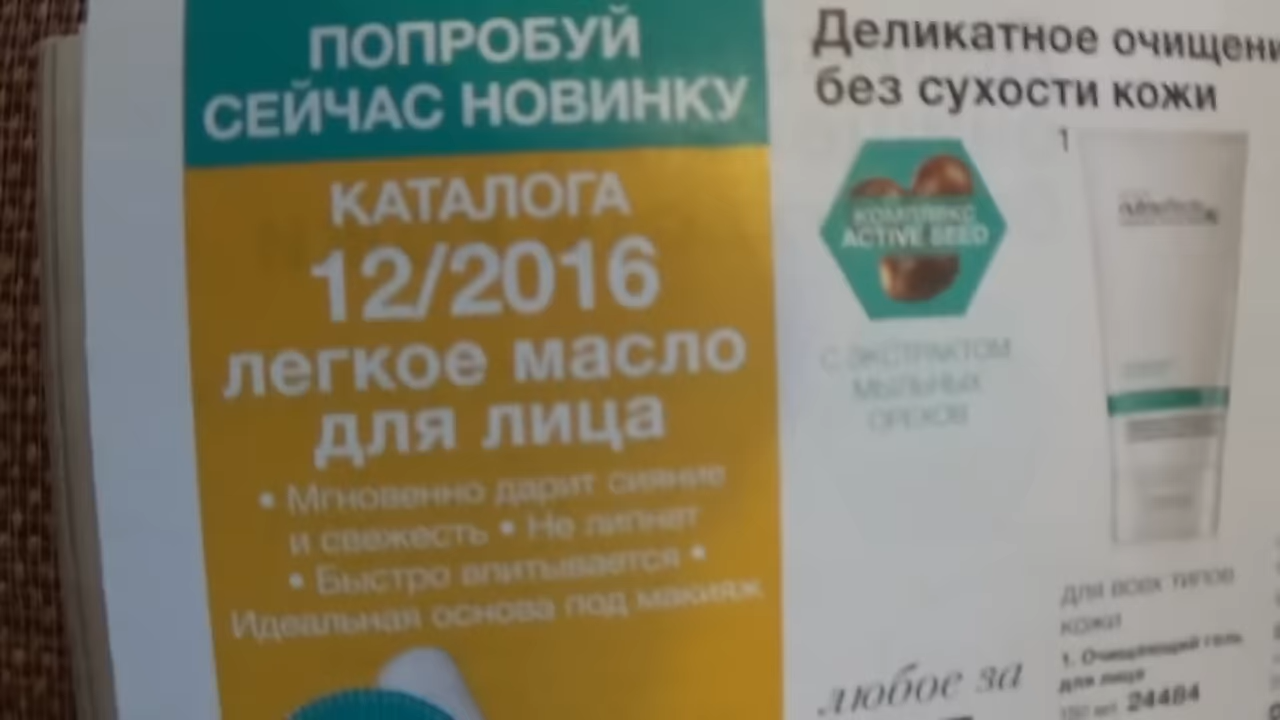 ПОПРОБУЙ
СЕЙЧАС НОВИНКУ
КАТАЛОГА
12/2016
легкое масло
для лица
• Мгновенно дарит сияние
и свежесть • Не липнет
• Быстро впитывается •
Идеальная основа под макияж
Деликатное очищени
без сухости кожи
1
КОМПЛЕКС
ACTIVE SEED
С ЭКСТРАКТОМ
МЫЛЬНЫХ
ОРЕХОВ
для всех типов
кожи
1. Очищающий гель
для лица
150 мл 24484
любое за